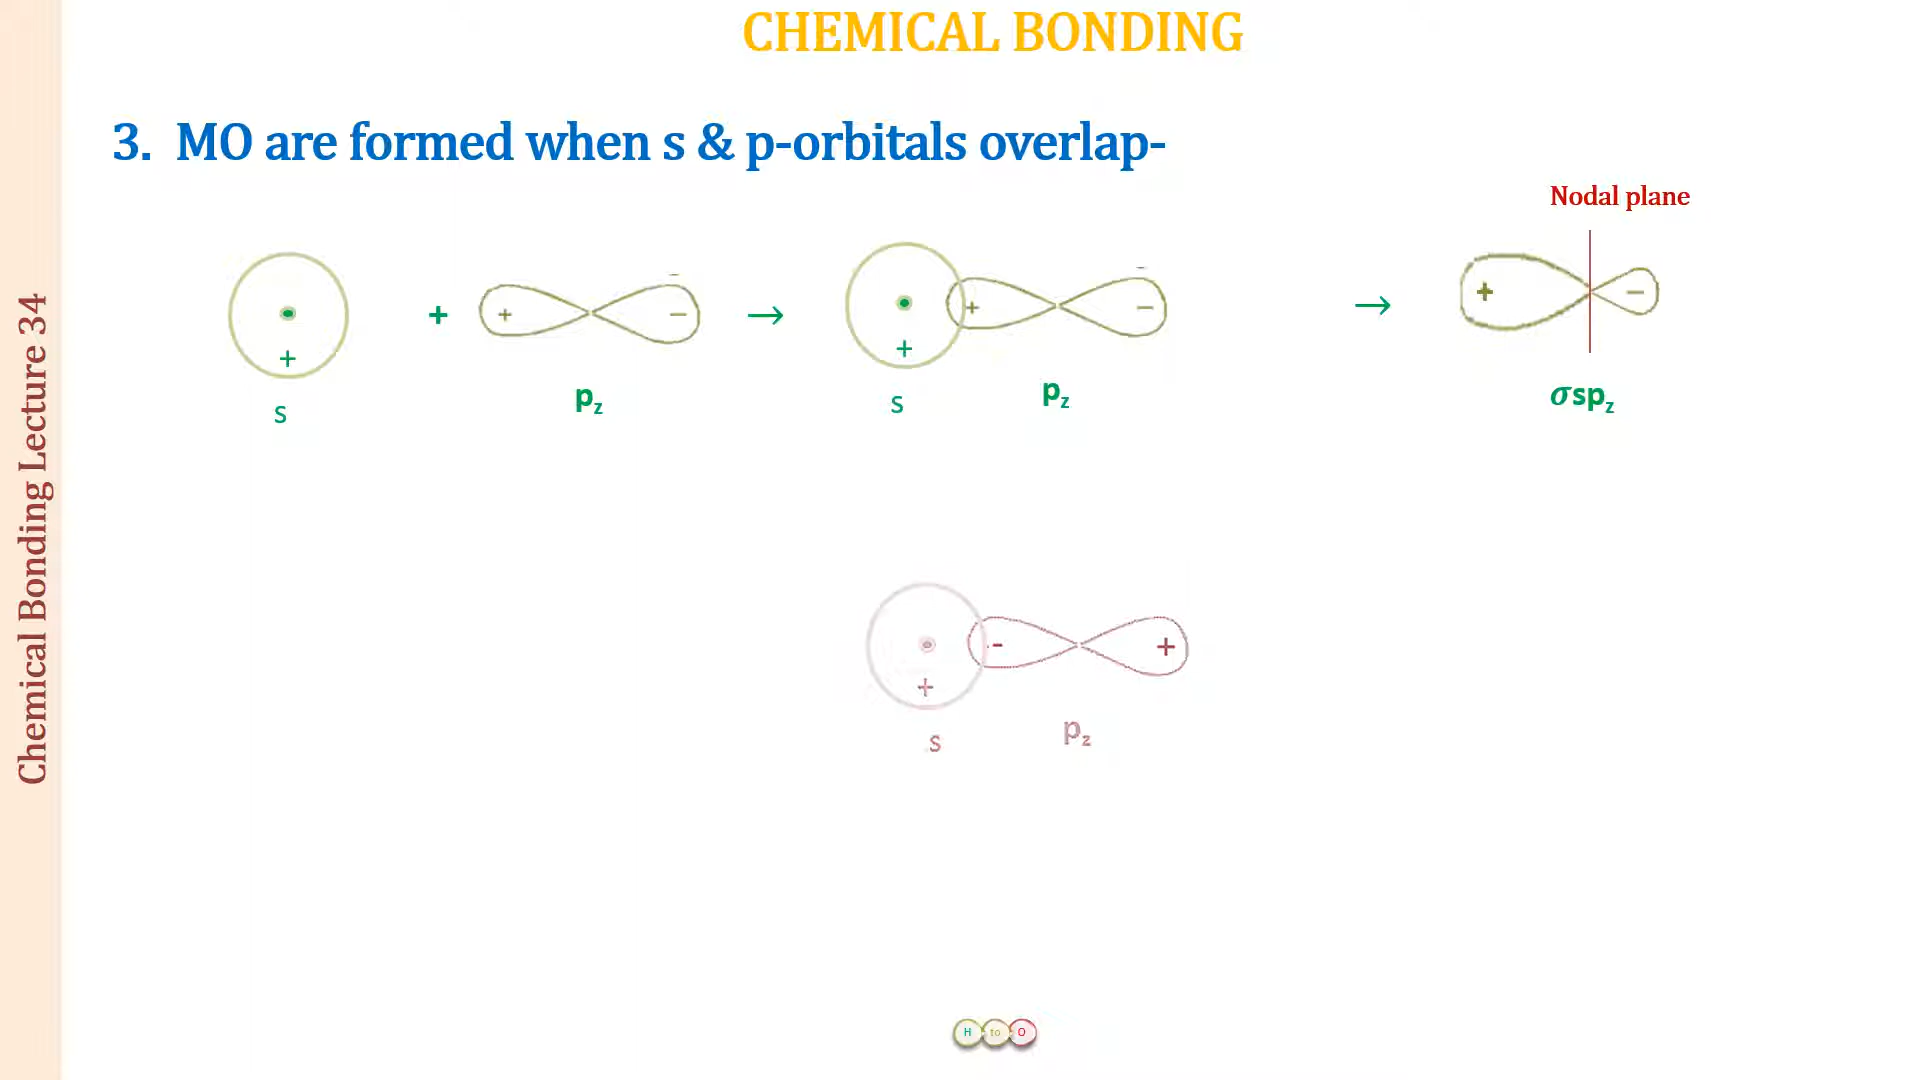 CHEMICAL BONDING
3. MO are formed when s & p-orbitals overlap-
Nodal plane
+ + + − → + + − → + −
s pz s pz σspz
+ - +
s pz
Chemical Bonding Lecture 34
H to O